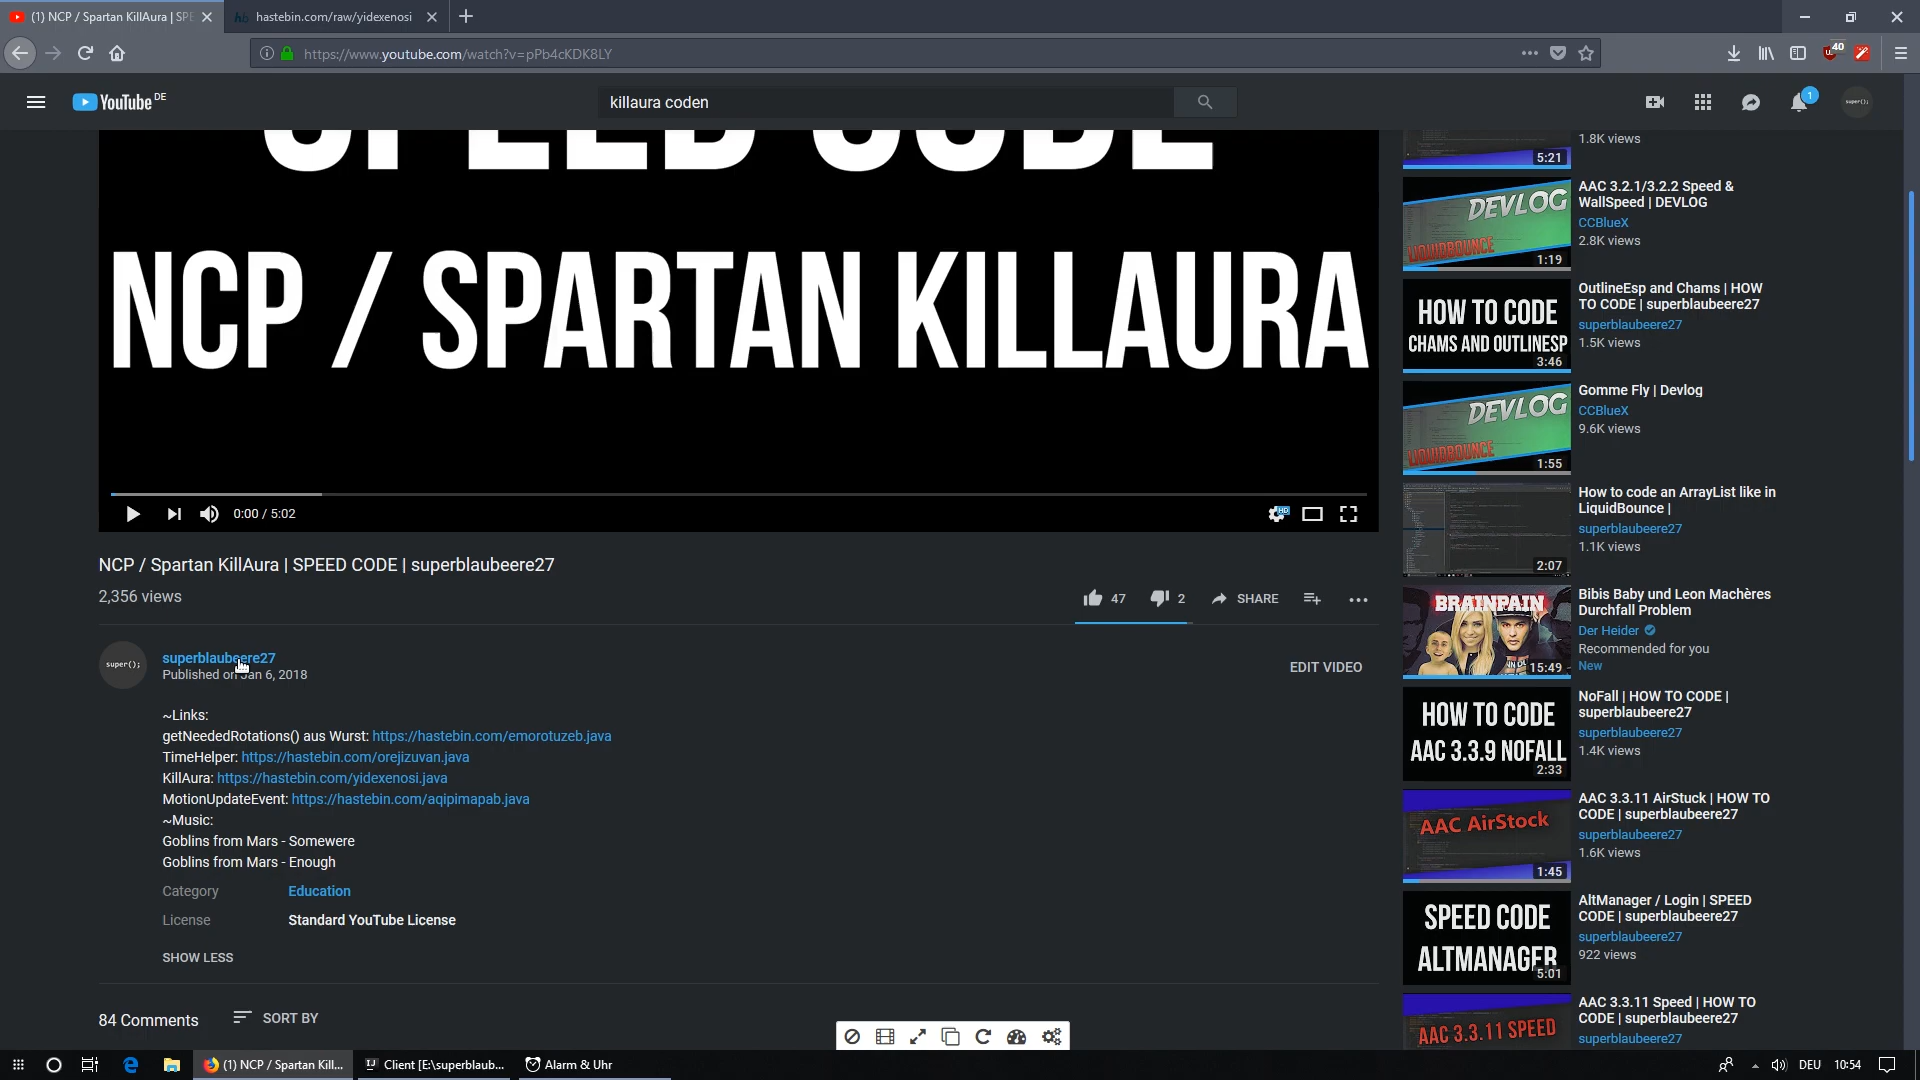 (1) NCP / Spartan KillAura | SPE
hastebin.com/raw/yidexenosi
https://www.youtube.com/watch?v=pPb4cKDK8LY
40
YouTube DE
killaura coden
1
super();
SPEED CODE
NCP / SPARTAN KILLAURA
0:00 / 5:02
HD
NCP / Spartan KillAura | SPEED CODE | superblaubeere27
2,356 views
47
2
SHARE
super();
superblaubeere27
Published on Jan 6, 2018
EDIT VIDEO
~Links:
getNeededRotations() aus Wurst: https://hastebin.com/emorotuzeb.java
TimeHelper: https://hastebin.com/orejizuvan.java
KillAura: https://hastebin.com/yidexenosi.java
MotionUpdateEvent: https://hastebin.com/aqipimapab.java
~Music:
Goblins from Mars - Somewere
Goblins from Mars - Enough
Category Education
License Standard YouTube License
SHOW LESS
84 Comments
SORT BY
5:21
1.8K views
DEVLOG
LIQUIDBOUNCE
1:19
AAC 3.2.1/3.2.2 Speed &
WallSpeed | DEVLOG
CCBlueX
2.8K views
HOW TO CODE
CHAMS AND OUTLINESP
3:46
OutlineEsp and Chams | HOW
TO CODE | superblaubeere27
superblaubeere27
1.5K views
DEVLOG
LIQUIDBOUNCE
1:55
Gomme Fly | Devlog
CCBlueX
9.6K views
2:07
How to code an ArrayList like in
LiquidBounce |
superblaubeere27
1.1K views
BRAINPAIN
15:49
Bibis Baby und Leon Machères
Durchfall Problem
Der Heider
Recommended for you
New
HOW TO CODE
AAC 3.3.9 NOFALL
2:33
NoFall | HOW TO CODE |
superblaubeere27
superblaubeere27
1.4K views
AAC AirStock
1:45
AAC 3.3.11 AirStuck | HOW TO
CODE | superblaubeere27
superblaubeere27
1.6K views
SPEED CODE
ALTMANAGER
5:01
AltManager / Login | SPEED
CODE | superblaubeere27
superblaubeere27
922 views
AAC 3.3.11 SPEED
AAC 3.3.11 Speed | HOW TO
CODE | superblaubeere27
superblaubeere27
(1) NCP / Spartan Kill...
Client [E:\superblaub...
Alarm & Uhr
DEU
10:54